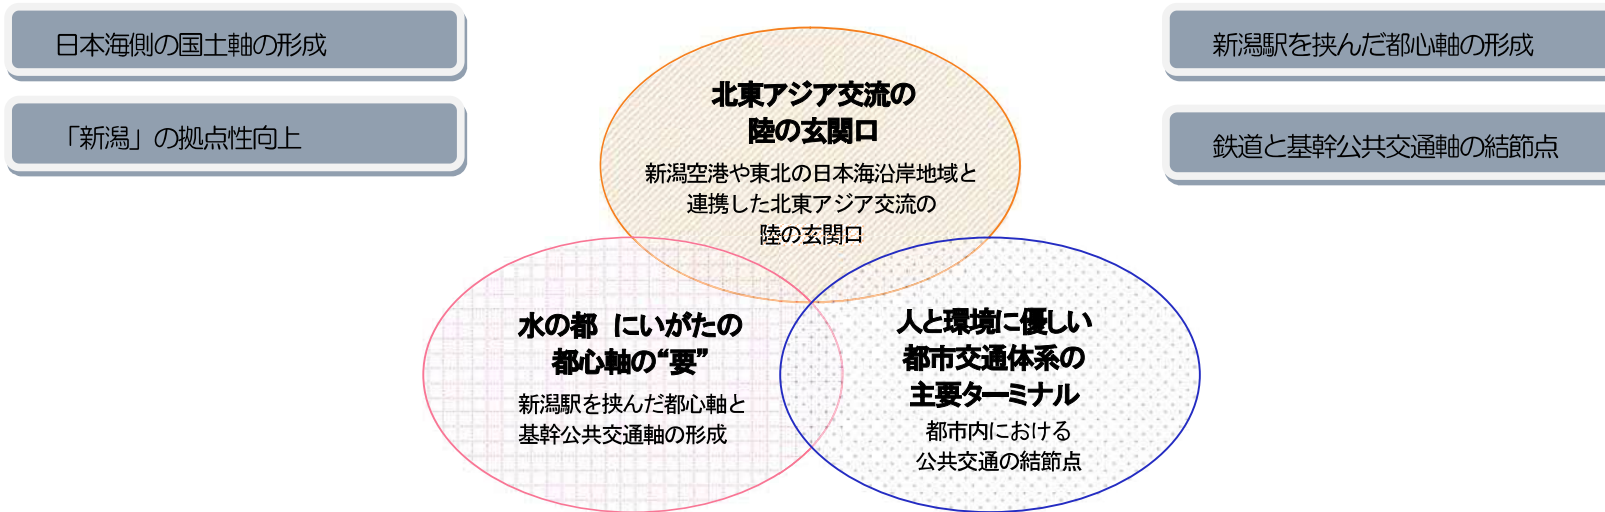 日本海側の国土軸の形成
「新潟」の拠点性向上
新潟駅を挟んだ都心軸の形成
鉄道と基幹公共交通軸の結節点
北東アジア交流の
陸の玄関口
新潟空港や東北の日本海沿岸地域と
連携した北東アジア交流の
陸の玄関口
水の都　にいがたの
都心軸の“要”
新潟駅を挟んだ都心軸と
基幹公共交通軸の形成
人と環境に優しい
都市交通体系の
主要ターミナル
都市内における
公共交通の結節点